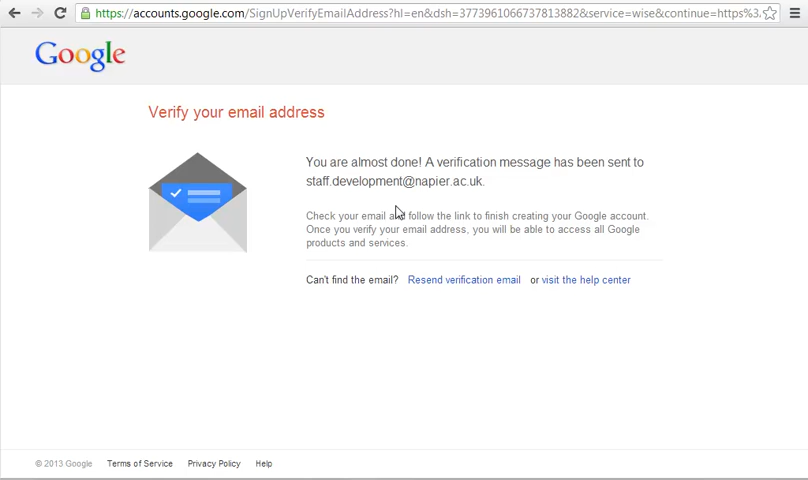 https://accounts.google.com/SignUpVerifyEmailAddress?hl=en&dsh=3773961066737813882&service=wise&continue=https%3.
Google
Verify your email address
You are almost done! A verification message has been sent to
staff.development@napier.ac.uk.
Check your email and follow the link to finish creating your Google account.
Once you verify your email address, you will be able to access all Google
products and services.
Can't find the email? Resend verification email or visit the help center
© 2013 Google Terms of Service Privacy Policy Help